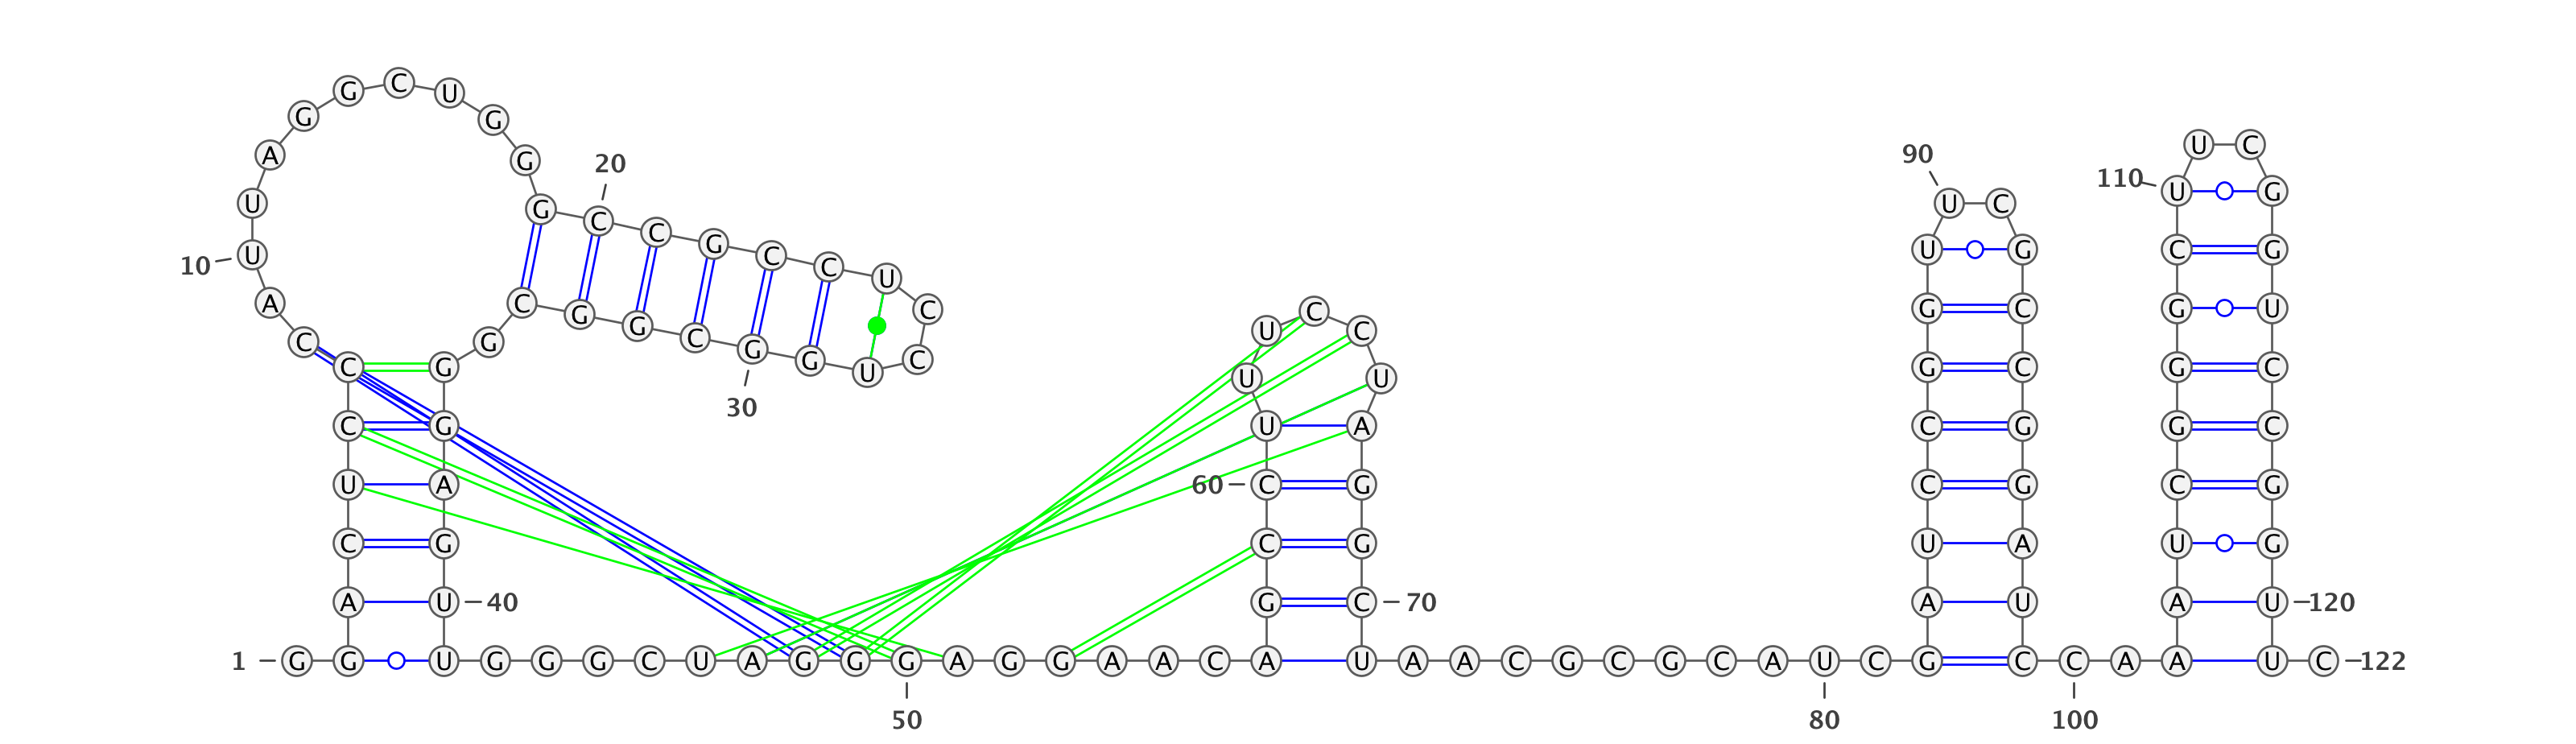 1
G G A C U C C C A
10
U U A G G C U G G G
20
C C G C C U C C U G
30
G C G G C G G G A G
40
U U G G G C U A G G
50
G A G G A A C A G C
60
C U U U C C U A G G
70
C U A A C G C G C A
80
U C G A U C C G G U
90
U C G C C G G A U C
100
C A A A U C G G G C
110
U U C G G U C C G G
120
U U C
122